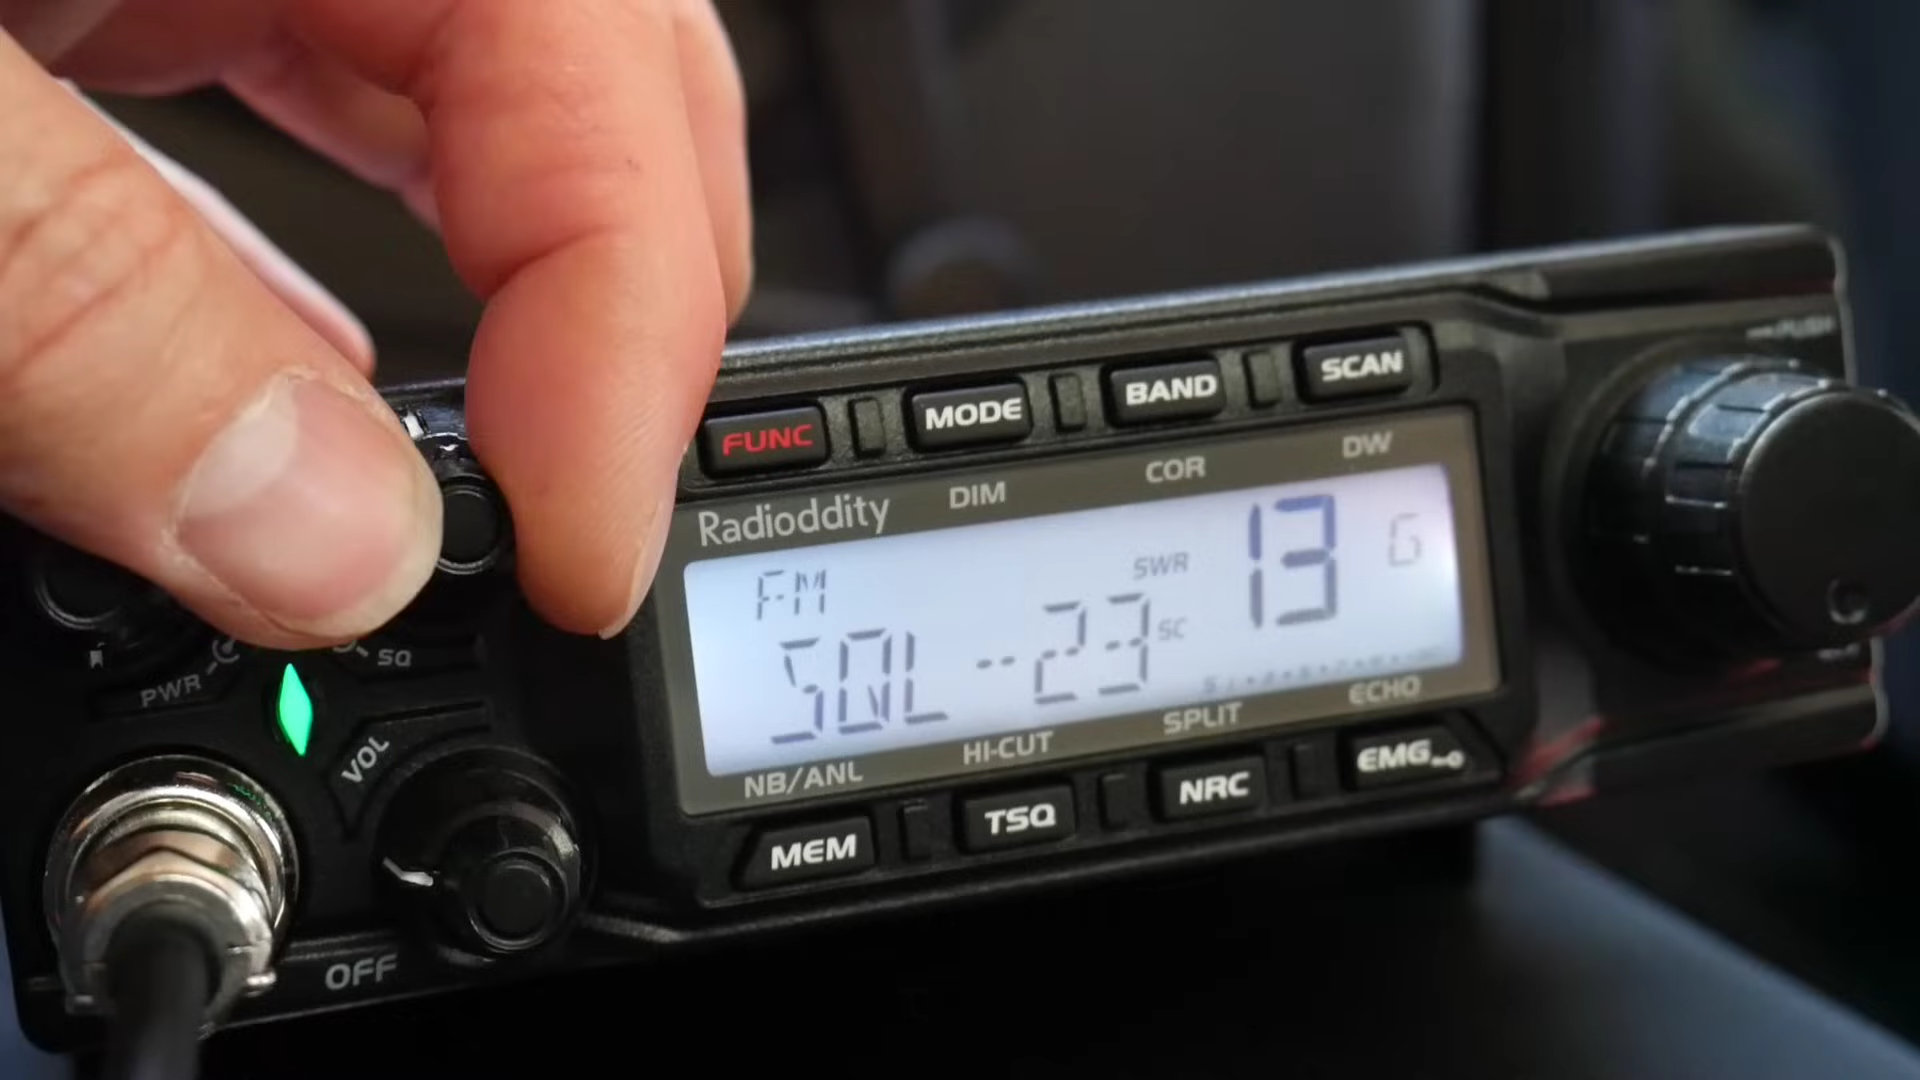 FUNC MODE BAND SCAN
Radioddity DIM COR DW
FM SWR 13 G
SQL --23 SC
NB/ANL HI-CUT SPLIT ECHO
MEM TSQ NRC EMG
PWR SQ
VOL
OFF
PUSH